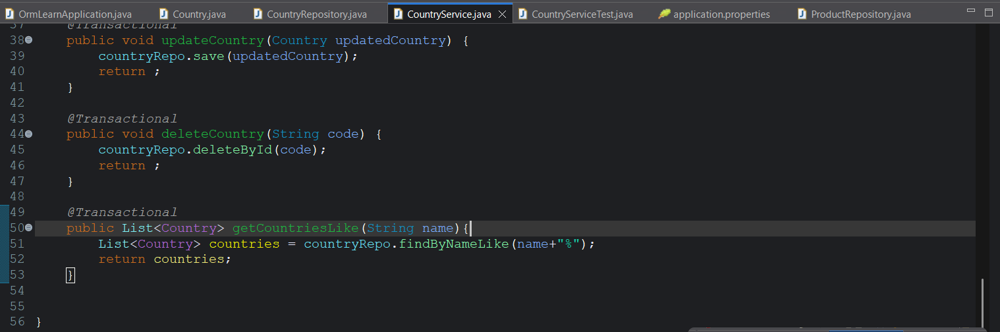 OrmLearnApplication.java Country.java CountryRepository.java CountryService.java CountryServiceTest.java application.properties ProductRepository.java
37 @Transactional
38 public void updateCountry(Country updatedCountry) {
39 countryRepo.save(updatedCountry);
40 return ;
41 }
42
43 @Transactional
44 public void deleteCountry(String code) {
45 countryRepo.deleteById(code);
46 return ;
47 }
48
49 @Transactional
50 public List<Country> getCountriesLike(String name){
51 List<Country> countries = countryRepo.findByNameLike(name+"%");
52 return countries;
53 }
54
55
56 }